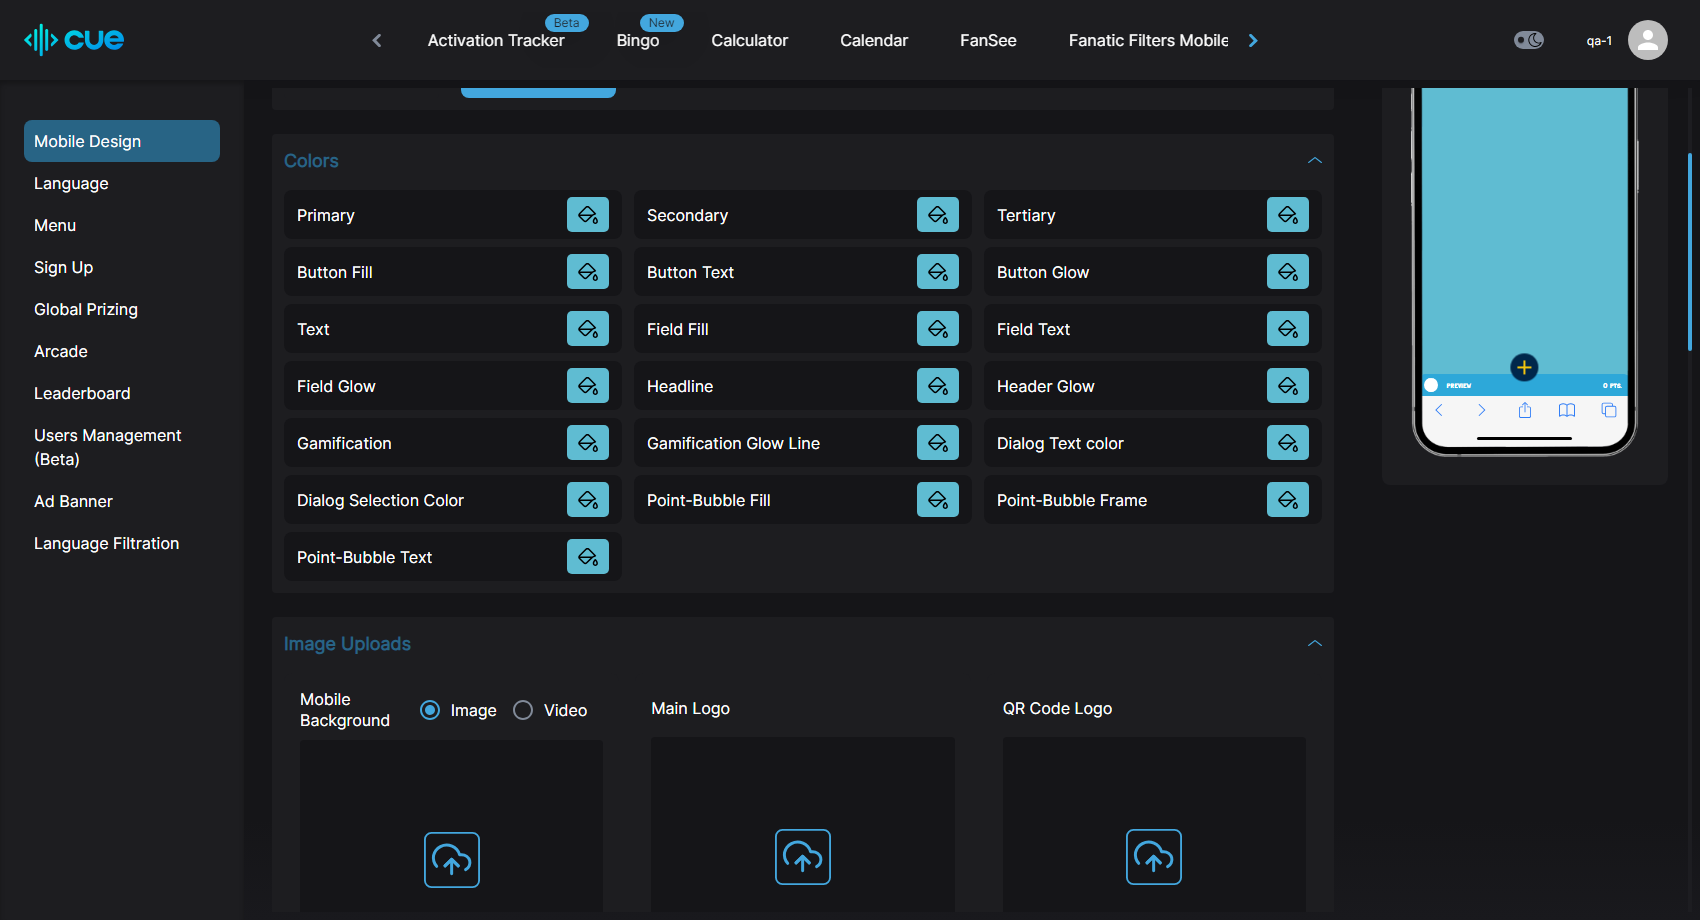 cue
Activation Tracker
Beta
Bingo
New
Calculator
Calendar
FanSee
Fanatic Filters Mobile
qa-1
Mobile Design
Language
Menu
Sign Up
Global Prizing
Arcade
Leaderboard
Users Management
(Beta)
Ad Banner
Language Filtration
Colors
Primary
Secondary
Tertiary
Button Fill
Button Text
Button Glow
Text
Field Fill
Field Text
Field Glow
Headline
Header Glow
Gamification
Gamification Glow Line
Dialog Text color
Dialog Selection Color
Point-Bubble Fill
Point-Bubble Frame
Point-Bubble Text
Image Uploads
Mobile
Background
Image
Video
Main Logo
QR Code Logo
PREVIEW
0 PTS.